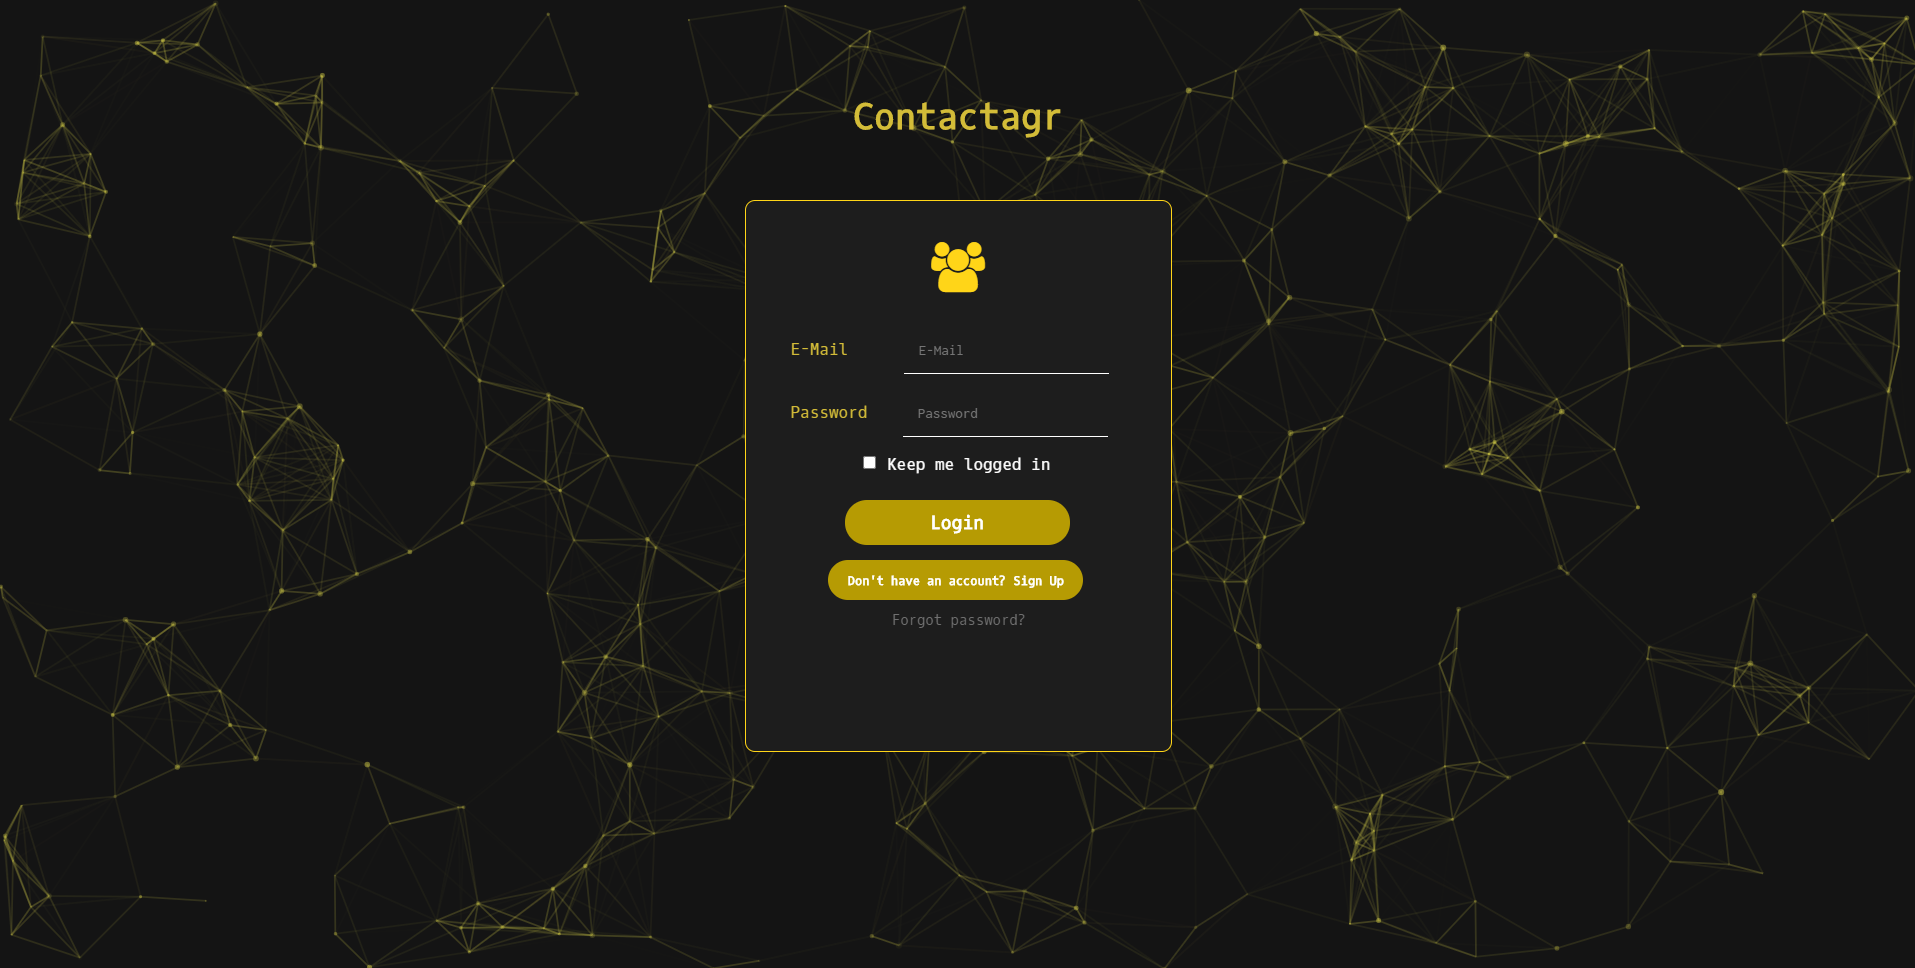 Contactagr
E-Mail
E-Mail
Password
Password
Keep me logged in
Login
Don't have an account? Sign Up
Forgot password?